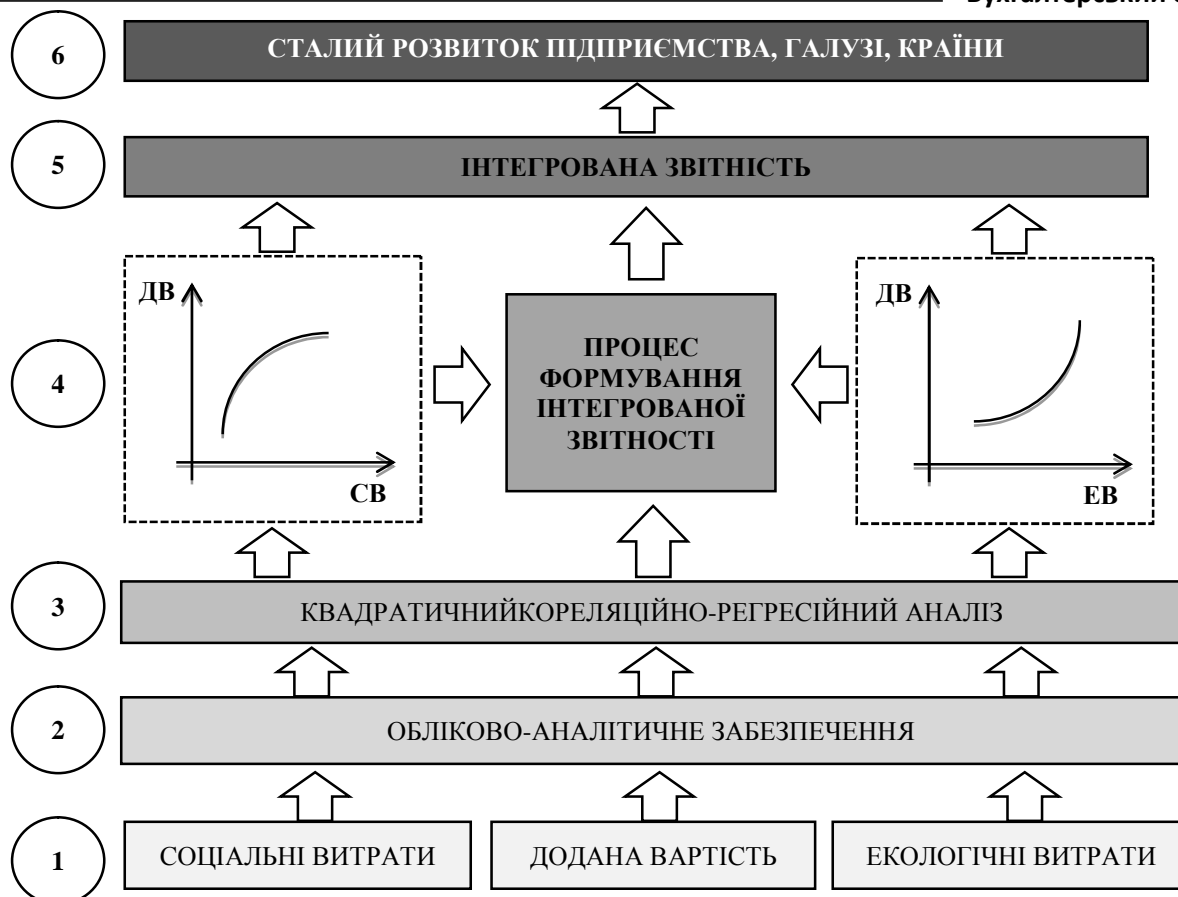 6
СТАЛИЙ РОЗВИТОК ПІДПРИЄМСТВА, ГАЛУЗІ, КРАЇНИ
5
ІНТЕГРОВАНА ЗВІТНІСТЬ
4
ДВ
СВ
ПРОЦЕС
ФОРМУВАННЯ
ІНТЕГРОВАНОЇ
ЗВІТНОСТІ
ДВ
ЕВ
3
КВАДРАТИЧНИЙКОРЕЛЯЦІЙНО-РЕГРЕСІЙНИЙ АНАЛІЗ
2
ОБЛІКОВО-АНАЛІТИЧНЕ ЗАБЕЗПЕЧЕННЯ
1
СОЦІАЛЬНІ ВИТРАТИ
ДОДАНА ВАРТІСТЬ
ЕКОЛОГІЧНІ ВИТРАТИ